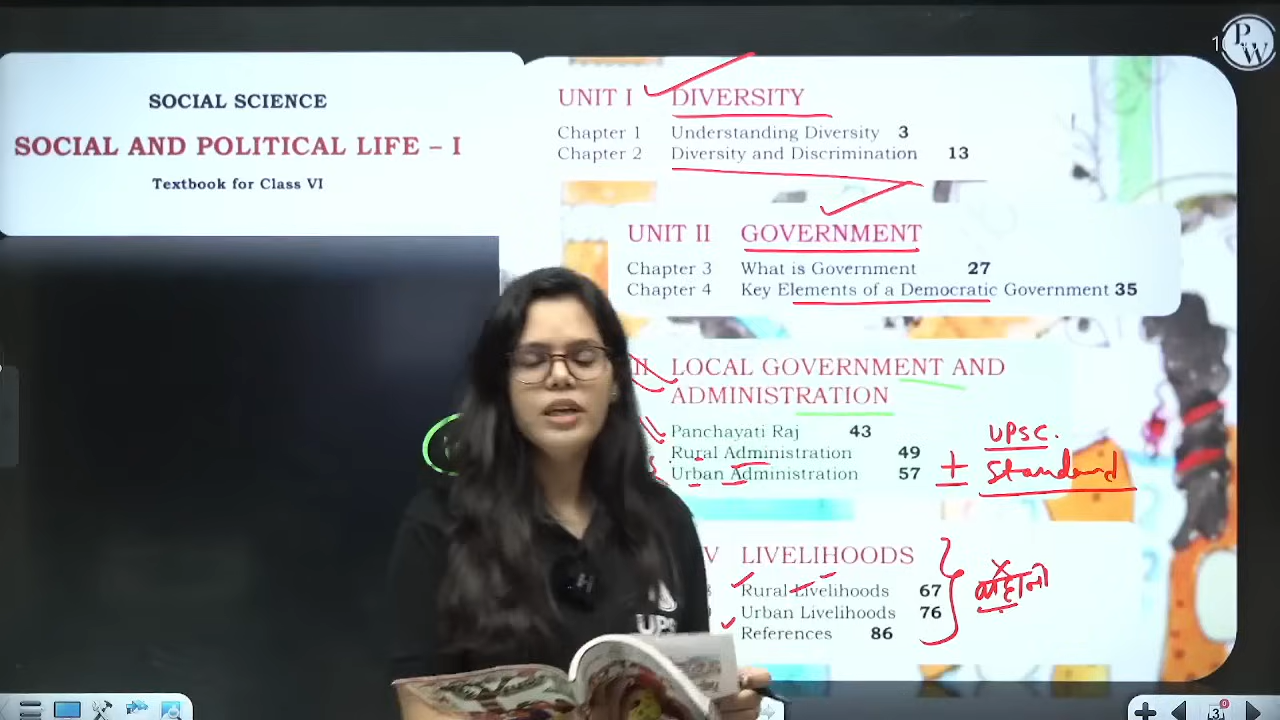 SOCIAL SCIENCE
SOCIAL AND POLITICAL LIFE – I
Textbook for Class VI
PW
UNIT I DIVERSITY
Chapter 1 Understanding Diversity 3
Chapter 2 Diversity and Discrimination 13
UNIT II GOVERNMENT
Chapter 3 What is Government 27
Chapter 4 Key Elements of a Democratic Government 35
LOCAL GOVERNMENT AND
ADMINISTRATION
Panchayati Raj 43
Rural Administration 49
Urban Administration 57
UPSC.
+ Standard
LIVELIHOODS
Rural Livelihoods 67
Urban Livelihoods 76
References 86
कहानी
UPS
3